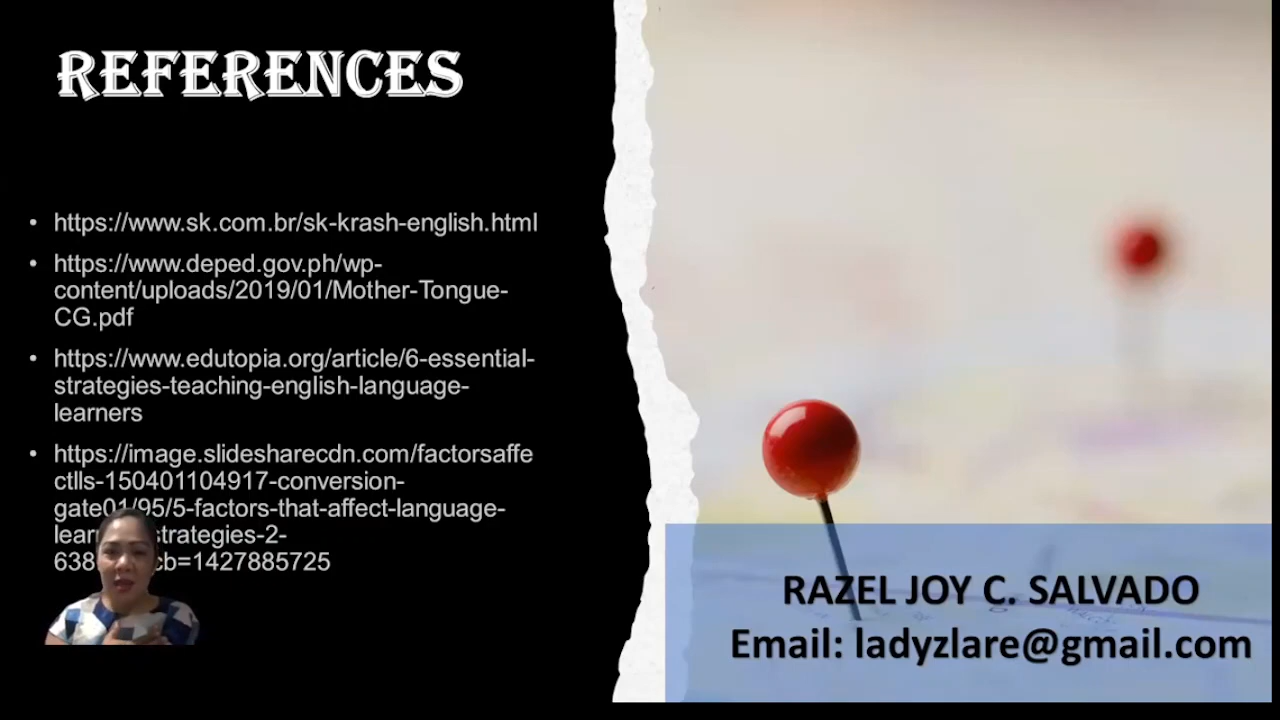 REFERENCES
• https://www.sk.com.br/sk-krash-english.html
• https://www.deped.gov.ph/wp-
content/uploads/2019/01/Mother-Tongue-
CG.pdf
• https://www.edutopia.org/article/6-essential-
strategies-teaching-english-language-
learners
• https://image.slidesharecdn.com/factorsaffe
ctlls-150401104917-conversion-
gate01/95/5-factors-that-affect-language-
strategies-2-
638 cb=1427885725
RAZEL JOY C. SALVADO
Email: ladyzlare@gmail.com